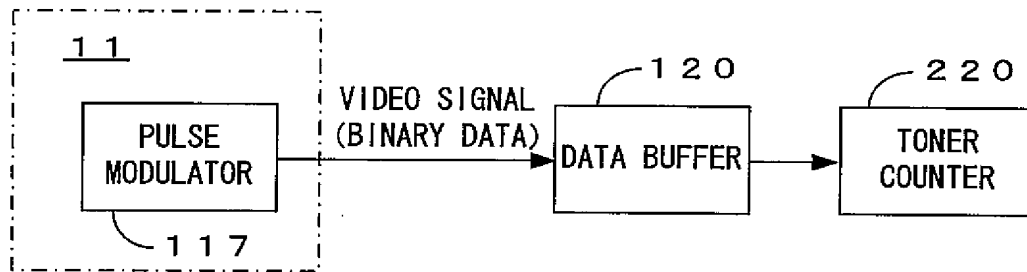 11
PULSE
MODULATOR
117
VIDEO SIGNAL
(BINARY DATA)
120
DATA BUFFER
220
TONER
COUNTER